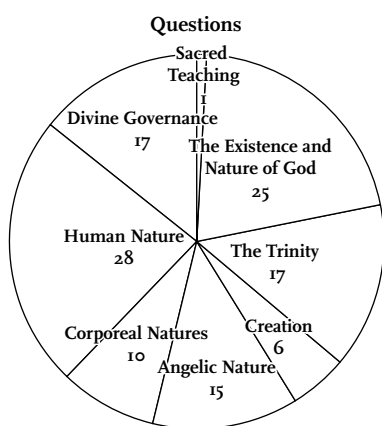 Questions
Sacred
Teaching
1
The Existence and
Nature of God
25
The Trinity
17
Creation
6
Angelic Nature
15
Corporeal Natures
10
Human Nature
28
Divine Governance
17